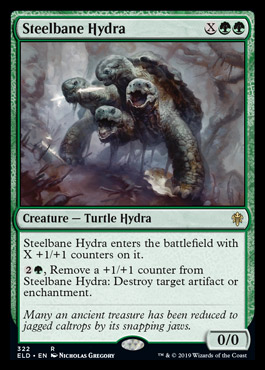 Steelbane Hydra X
Creature — Turtle Hydra
Steelbane Hydra enters the battlefield with
X +1/+1 counters on it.
2, Remove a +1/+1 counter from
Steelbane Hydra: Destroy target artifact or
enchantment.
Many an ancient treasure has been reduced to
jagged caltrops by its snapping jaws.
0/0
322 R
ELD • EN Nicholas Gregory ™ & © 2019 Wizards of the Coast